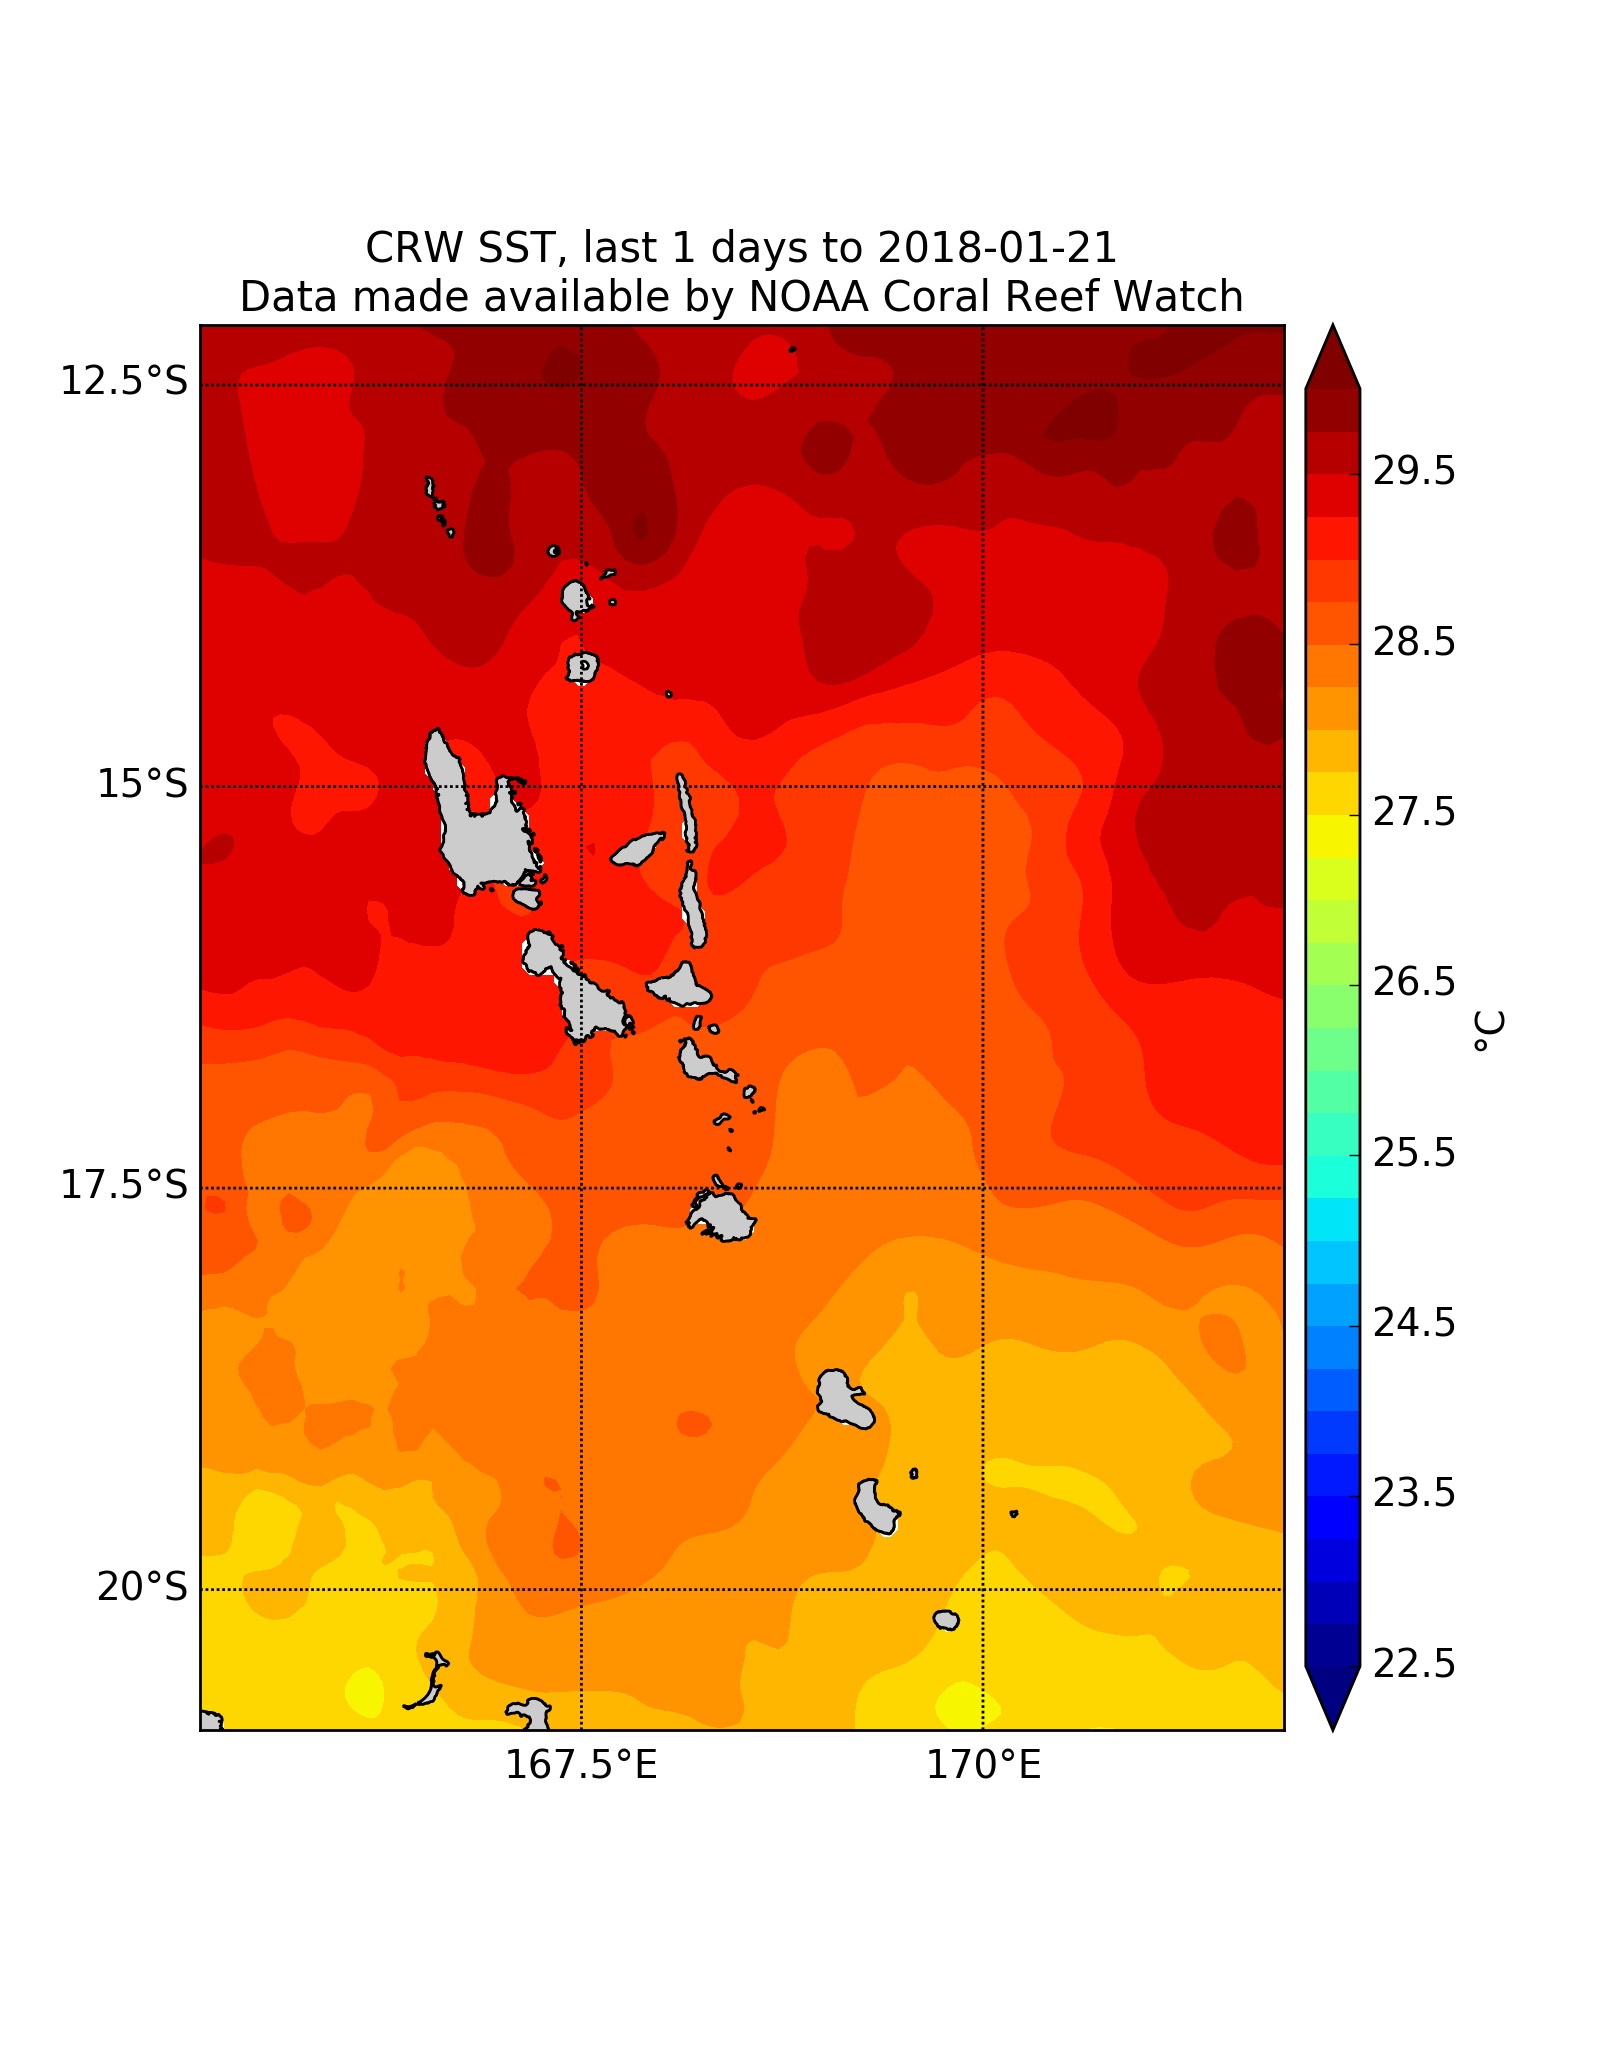 CRW SST, last 1 days to 2018-01-21
Data made available by NOAA Coral Reef Watch
12.5°S
15°S
17.5°S
20°S
167.5°E
170°E
29.5
28.5
27.5
26.5
25.5
24.5
23.5
22.5
°C